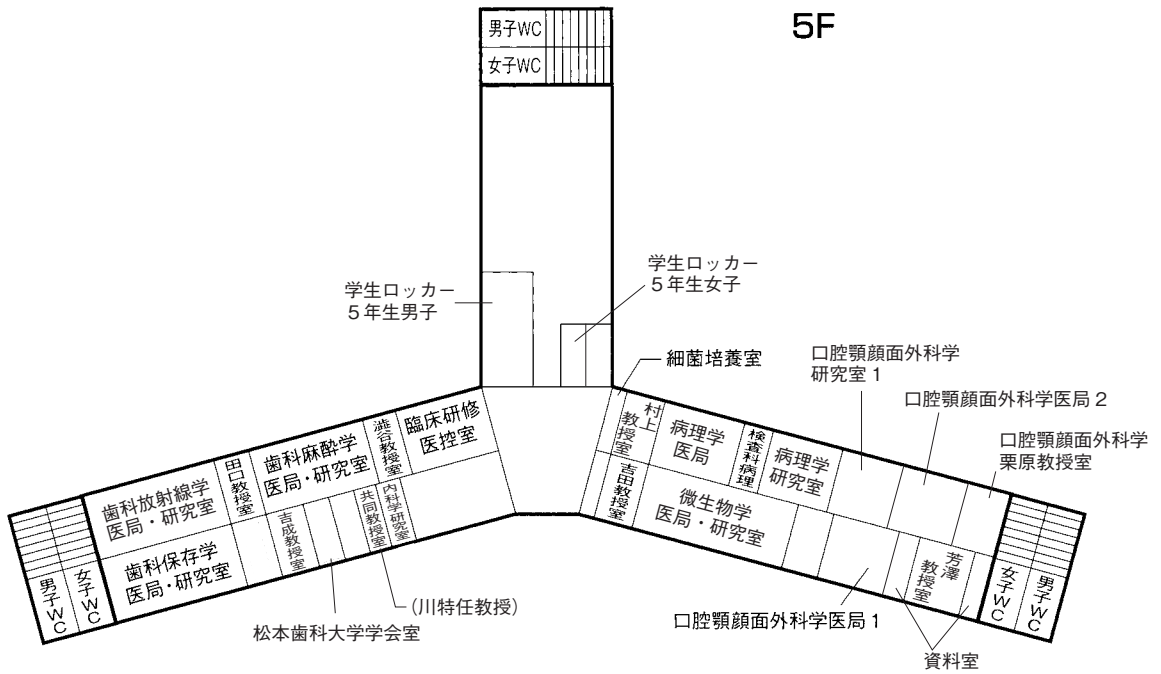 5F
男子WC
女子WC
学生ロッカー
５年生男子
学生ロッカー
５年生女子
細菌培養室
口腔顎顔面外科学
研究室１
口腔顎顔面外科学医局２
口腔顎顔面外科学
栗原教授室
歯科放射線学
医局・研究室
田口教授室
歯科麻酔学
医局・研究室
澁谷教授室
臨床研修
医控室
村上
教授室
病理学
医局
検査科病理
病理学
研究室
男子WC
女子WC
歯科保存学
医局・研究室
吉成教授室
共同教授室
内科学研究室
吉田教授室
微生物学
医局・研究室
芳澤
教授室
女子WC
男子WC
（川特任教授）
松本歯科大学学会室
口腔顎顔面外科学医局１
資料室